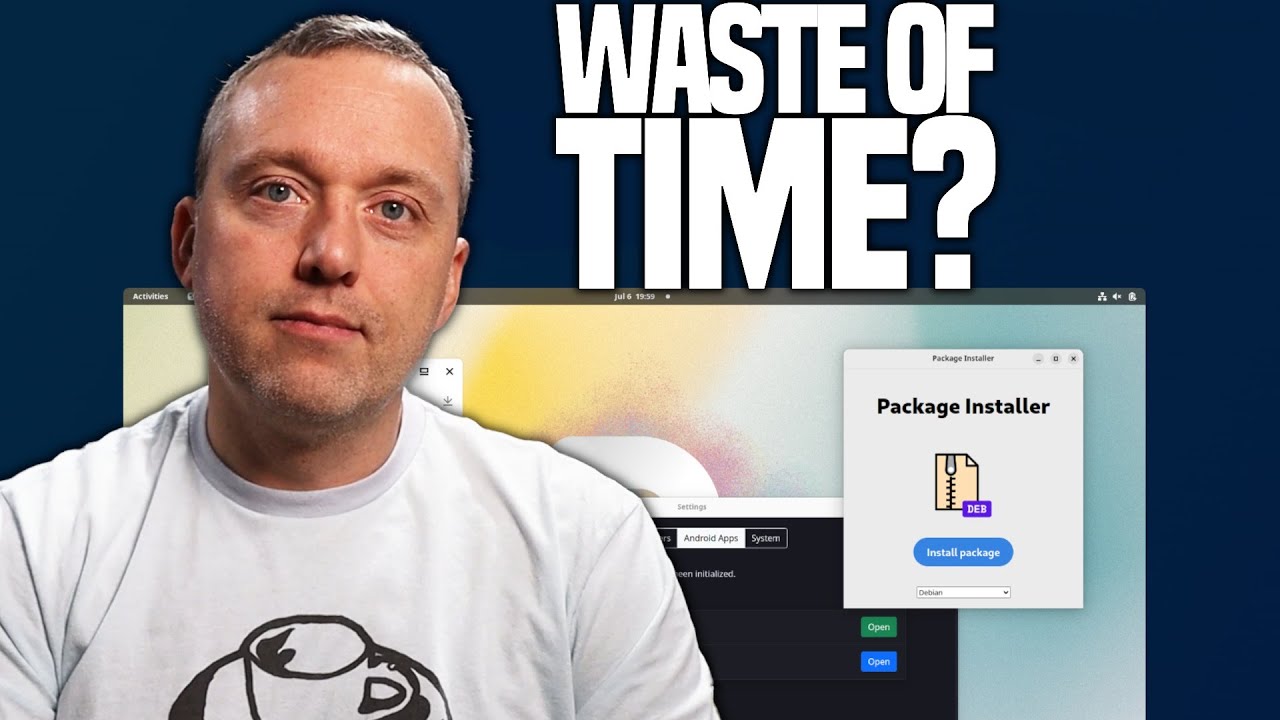 WASTE OF
TIME?
Activities
Jul 6 19:59
Package Installer
Package Installer
DEB
Install package
Debian
Settings
Android Apps
System
een initialized.
Open
Open